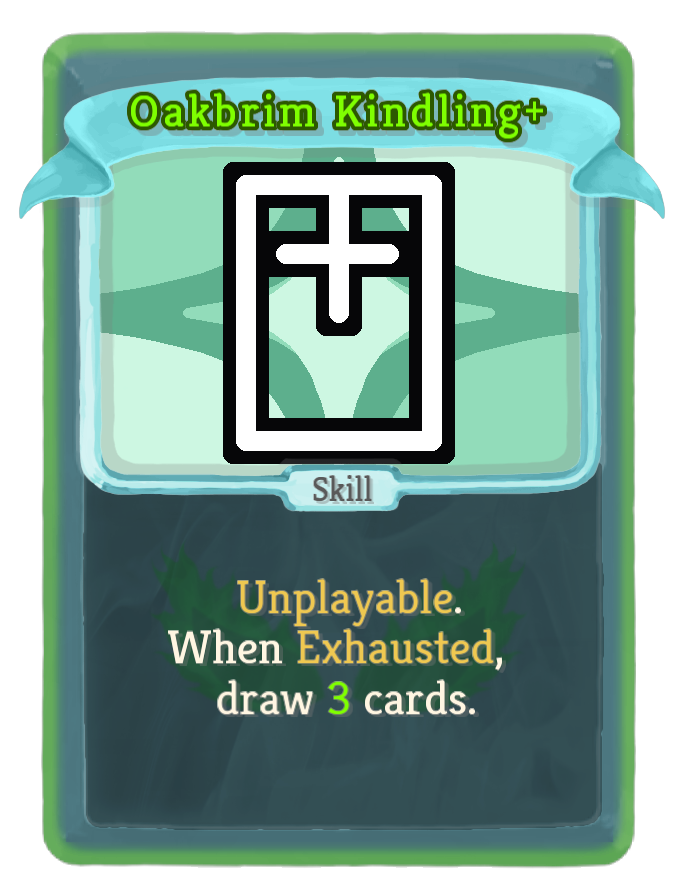 Oakbrim Kindling+
Skill
Unplayable.
When Exhausted,
draw 3 cards.